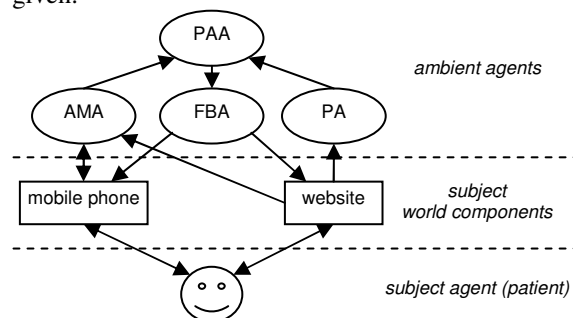 given.
PAA
ambient agents
AMA
FBA
PA
mobile phone
website
subject
world components
subject agent (patient)